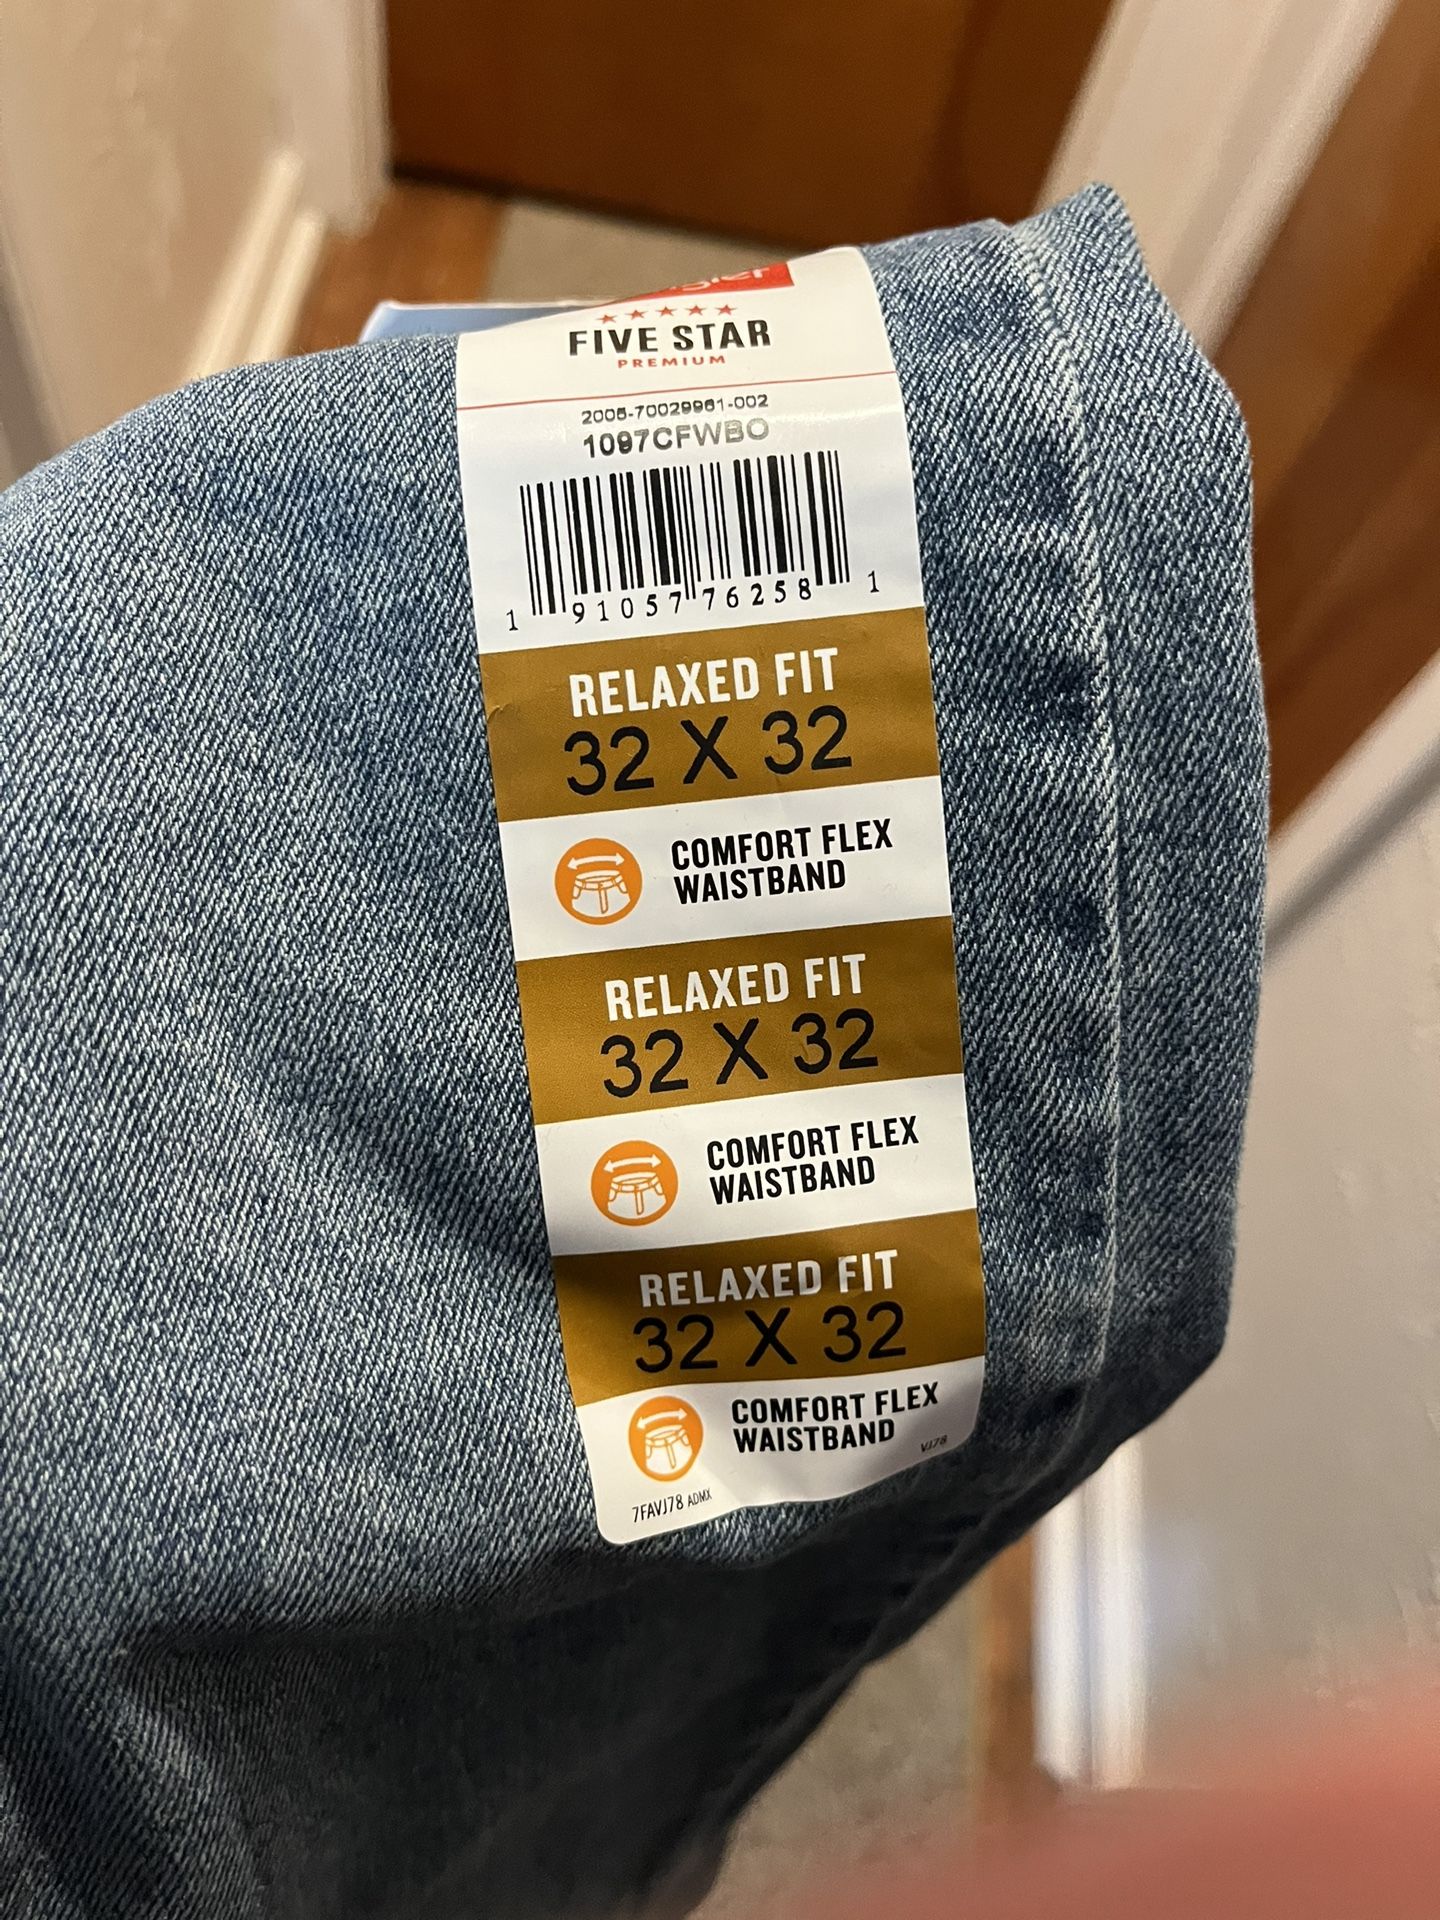 FIVE STAR
PREMIUM
2005-70029961-002
1097CFWBO
1 91057 76258 1
RELAXED FIT
32 X 32
COMFORT FLEX
WAISTBAND
RELAXED FIT
32 X 32
COMFORT FLEX
WAISTBAND
RELAXED FIT
32 X 32
COMFORT FLEX
WAISTBAND
VJ78
7FAVJ78 ADMX